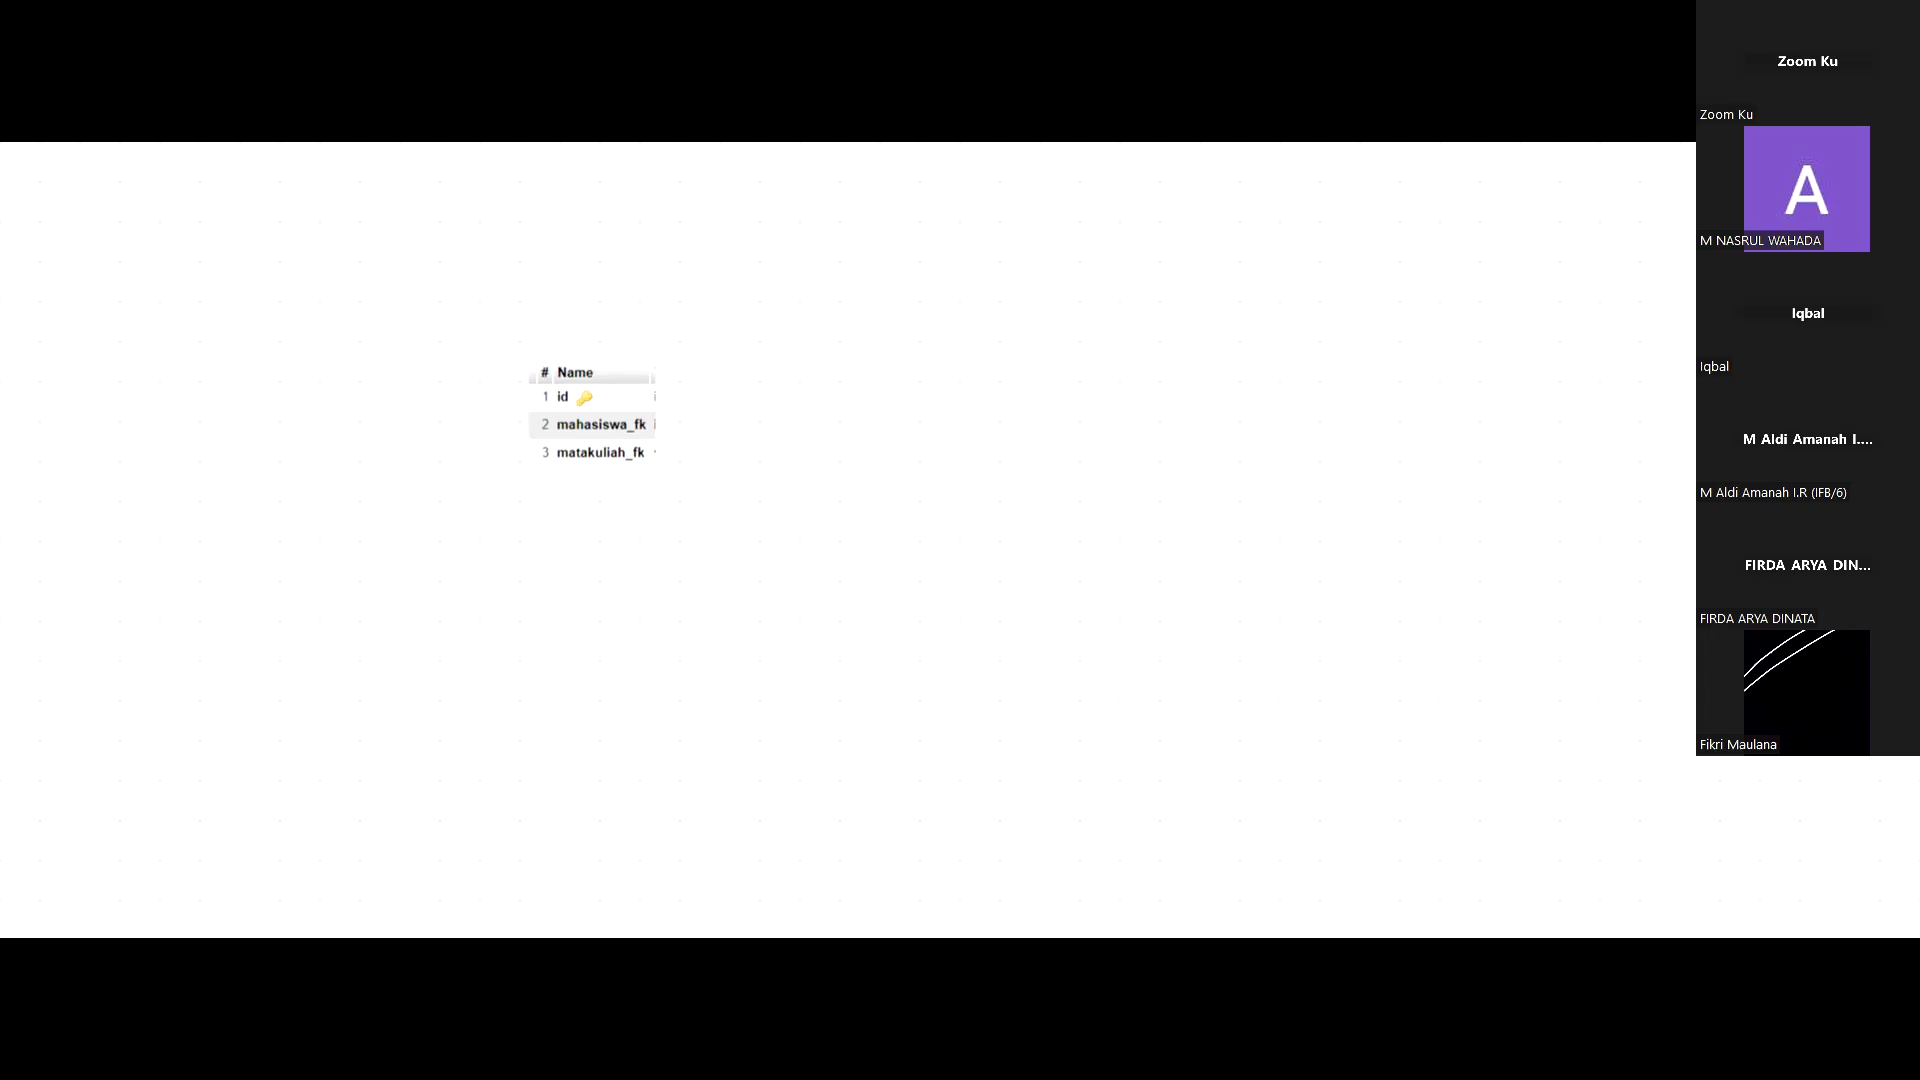 # Name
1 id
2 mahasiswa_fk
3 matakuliah_fk
Zoom Ku
Zoom Ku
A
M NASRUL WAHADA
Iqbal
Iqbal
M Aldi Amanah I....
M Aldi Amanah I.R (IFB/6)
FIRDA ARYA DIN...
FIRDA ARYA DINATA
Fikri Maulana